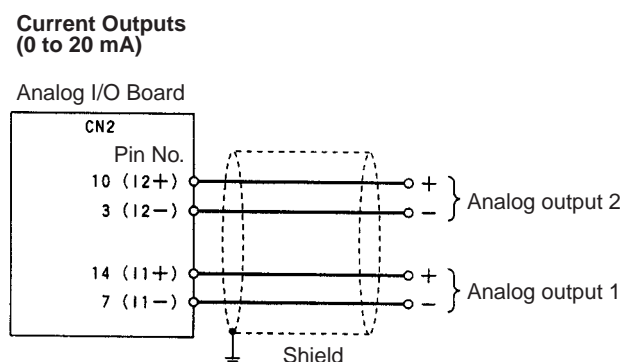 Current Outputs
(0 to 20 mA)
Analog I/O Board
CN2
Pin No.
10 (I2+) +
3 (I2−) −
Analog output 2
14 (I1+) +
7 (I1−) −
Analog output 1
Shield